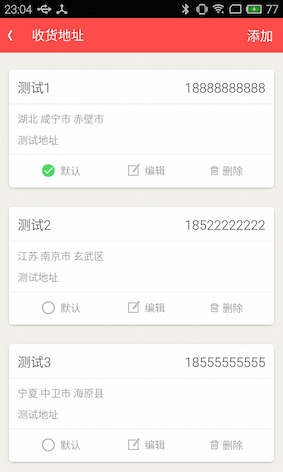 23:04 77
收货地址 添加
测试1 18888888888
湖北 咸宁市 赤壁市
测试地址
默认 编辑 删除
测试2 18522222222
江苏 南京市 玄武区
测试地址
默认 编辑 删除
测试3 18555555555
宁夏 中卫市 海原县
测试地址
默认 编辑 删除